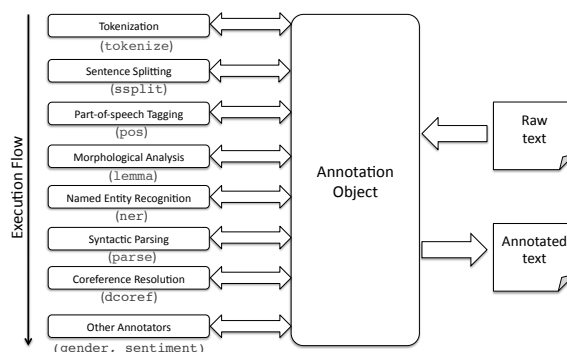 Execution Flow
Tokenization
(tokenize)
Sentence Splitting
(ssplit)
Part-of-speech Tagging
(pos)
Morphological Analysis
(lemma)
Named Entity Recognition
(ner)
Syntactic Parsing
(parse)
Coreference Resolution
(dcoref)
Other Annotators
(gender, sentiment)
Annotation
Object
Raw
text
Annotated
text